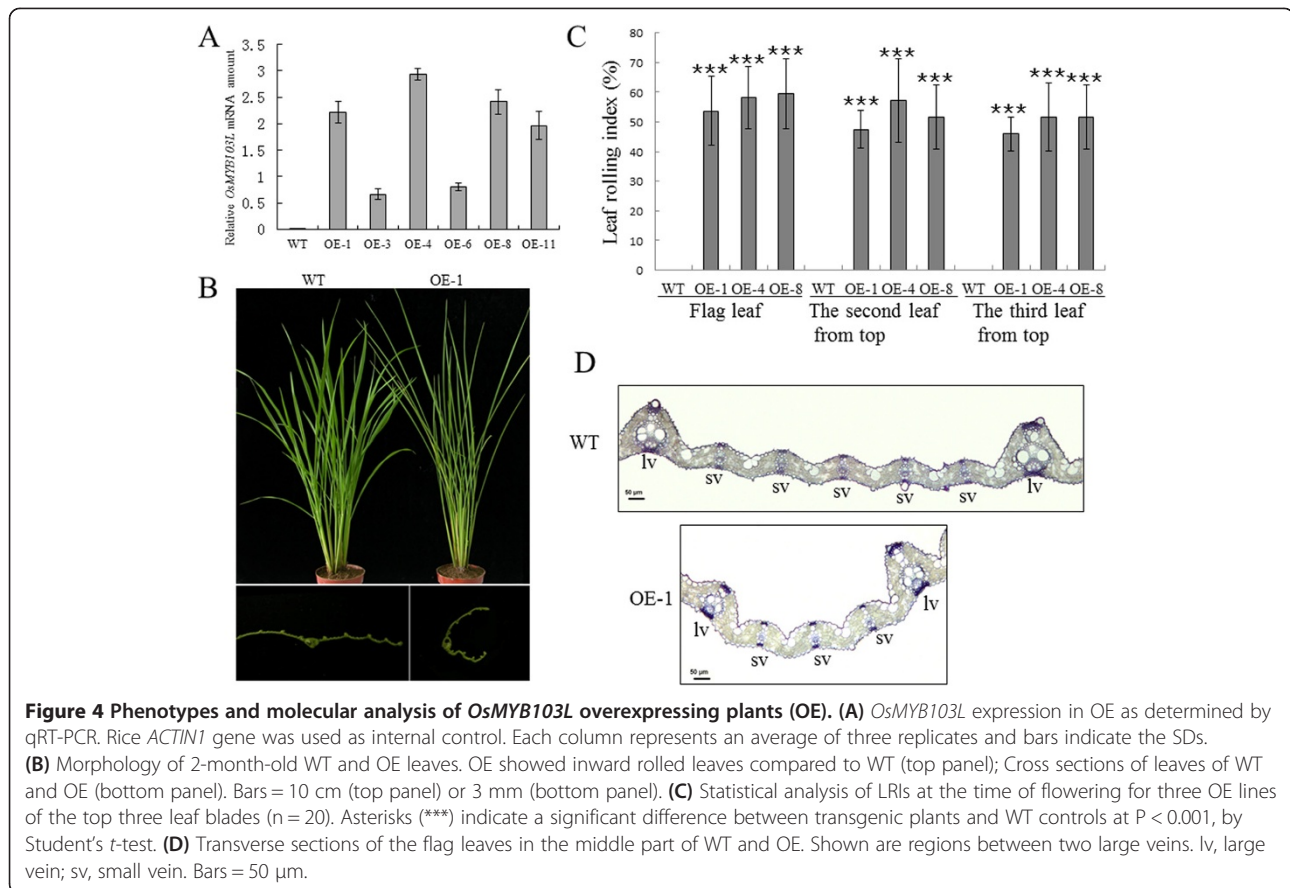 A
Relative OsMYB103L mRNA amount
3.5
3
2.5
2
1.5
1
0.5
0
WT OE-1 OE-3 OE-4 OE-6 OE-8 OE-11
B
WT OE-1
C
Leaf rolling index (%)
80
70
60
50
40
30
20
10
0
*** *** *** *** *** *** *** *** ***
WT OE-1 OE-4 OE-8 WT OE-1 OE-4 OE-8 WT OE-1 OE-4 OE-8
Flag leaf The second leaf The third leaf
from top from top
D
WT
lv sv sv sv sv sv lv
50 μm
OE-1
lv sv sv sv lv
50 μm
Figure 4 Phenotypes and molecular analysis of OsMYB103L overexpressing plants (OE). (A) OsMYB103L expression in OE as determined by
qRT-PCR. Rice ACTIN1 gene was used as internal control. Each column represents an average of three replicates and bars indicate the SDs.
(B) Morphology of 2-month-old WT and OE leaves. OE showed inward rolled leaves compared to WT (top panel); Cross sections of leaves of WT
and OE (bottom panel). Bars = 10 cm (top panel) or 3 mm (bottom panel). (C) Statistical analysis of LRIs at the time of flowering for three OE lines
of the top three leaf blades (n = 20). Asterisks (***) indicate a significant difference between transgenic plants and WT controls at P < 0.001, by
Student's t-test. (D) Transverse sections of the flag leaves in the middle part of WT and OE. Shown are regions between two large veins. lv, large
vein; sv, small vein. Bars = 50 μm.